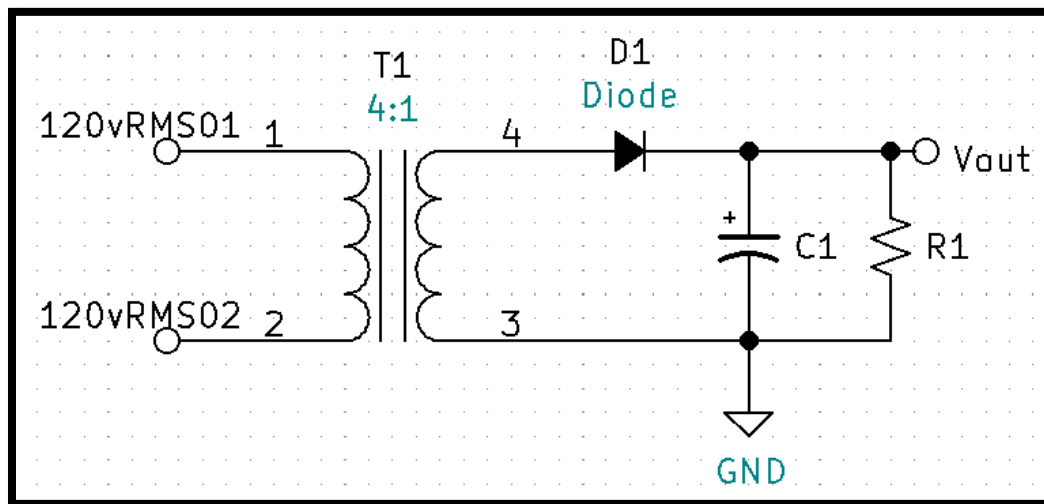 T1
4:1
D1
Diode
120vRMS01
1
4
Vout
+
C1
R1
120vRMS02
2
3
GND